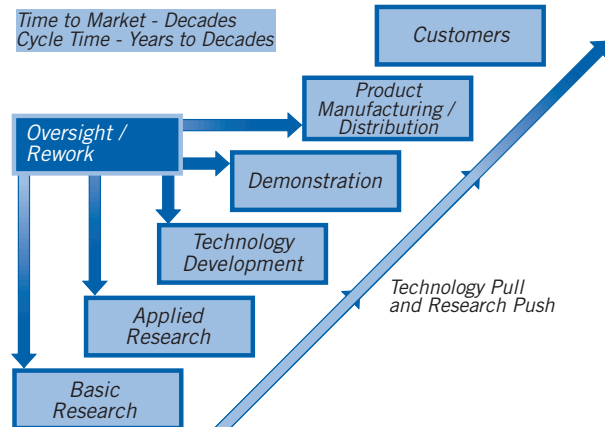 Time to Market - Decades
Cycle Time - Years to Decades
Customers
Product
Manufacturing /
Distribution
Oversight /
Rework
Demonstration
Technology
Development
Technology Pull
and Research Push
Applied
Research
Basic
Research